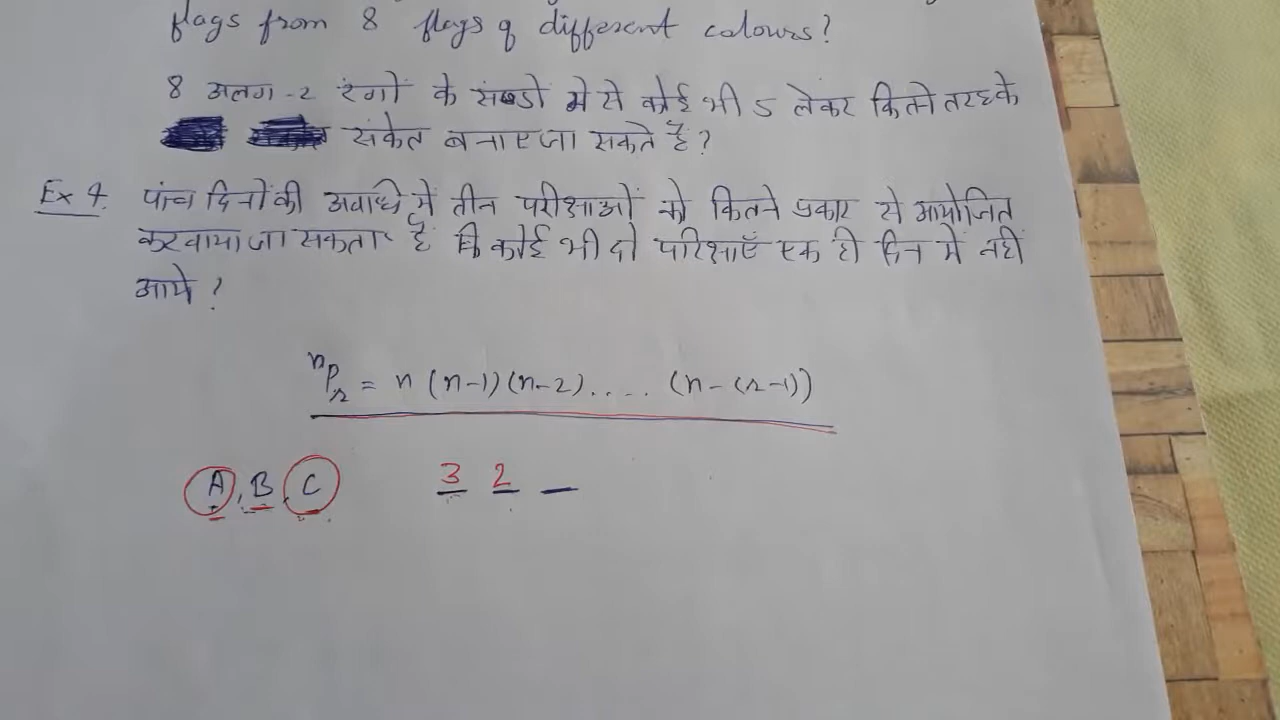 flags from 8 flags of different colours?
8 अलग-2 रंगों के संण्डो मे से कोई भी 5 लेकर कितने तरह के
संकेत बनाए जा सकते है ?
Ex 4. पांच दिनों की अवधि में तीन परीक्षाओं को कितने प्रकार से आयोजित
करवाया जा सकता है कि कोई भी दो परिक्षाएँ एक ही दिन में नही
आये ?
ⁿPᵣ = n (n-1)(n-2)..... (n-(r-1))
A, B, C 3 2